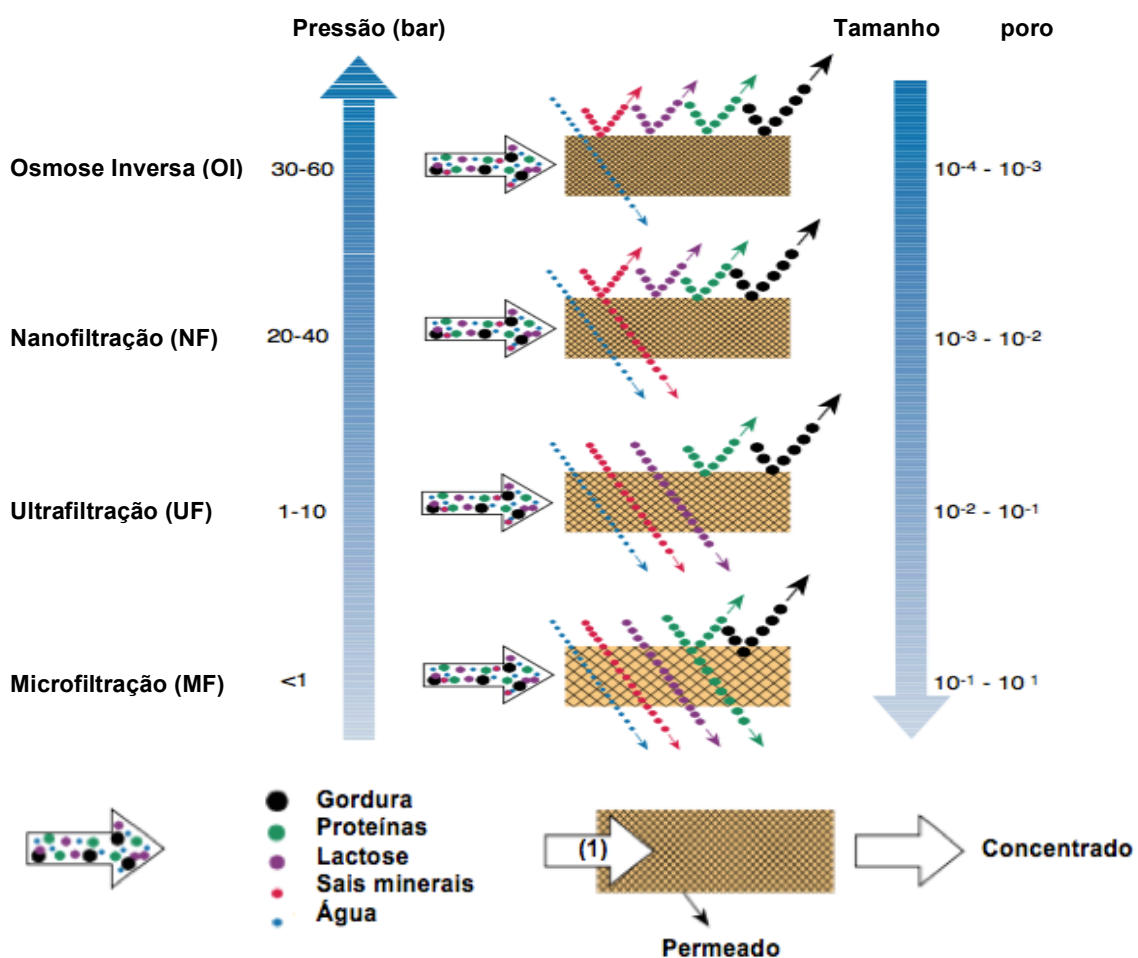 Pressão (bar) Tamanho poro
Osmose Inversa (OI) 30-60 10-4 - 10-3
Nanofiltração (NF) 20-40 10-3 - 10-2
Ultrafiltração (UF) 1-10 10-2 - 10-1
Microfiltração (MF) <1 10-1 - 10 1
Gordura
Proteínas
Lactose
Sais minerais
Água
(1)
Concentrado
Permeado